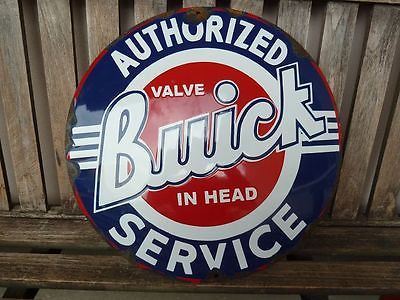 AUTHORIZED
VALVE
Buick
IN HEAD
SERVICE